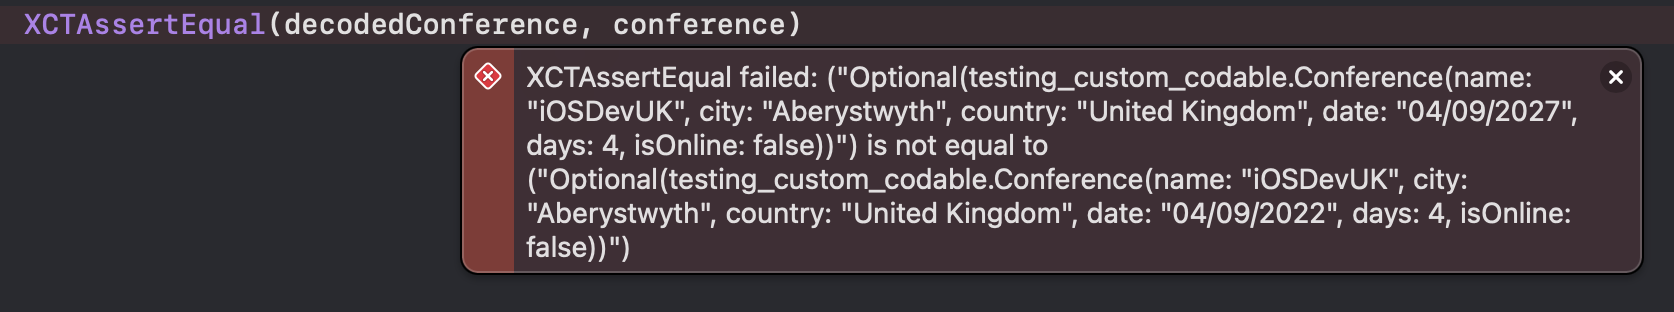 XCTAssertEqual(decodedConference, conference)
XCTAssertEqual failed: ("Optional(testing_custom_codable.Conference(name:
"iOSDevUK", city: "Aberystwyth", country: "United Kingdom", date: "04/09/2027",
days: 4, isOnline: false))") is not equal to
("Optional(testing_custom_codable.Conference(name: "iOSDevUK", city:
"Aberystwyth", country: "United Kingdom", date: "04/09/2022", days: 4, isOnline:
false))")